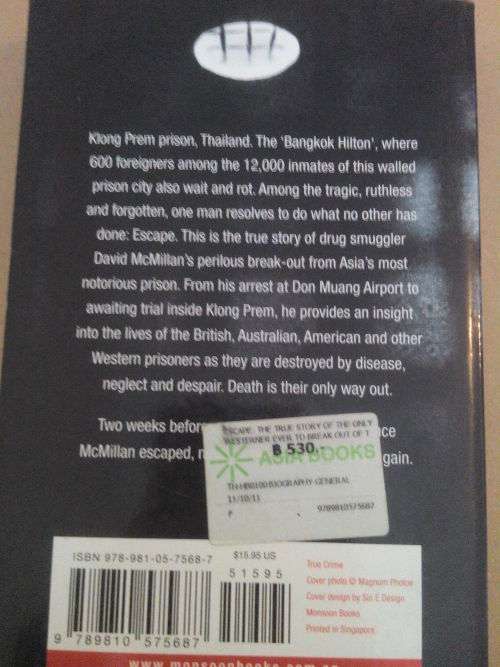 Klong Prem prison, Thailand. The 'Bangkok Hilton', where
600 foreigners among the 12,000 inmates of this walled
prison city also wait and rot. Among the tragic, ruthless
and forgotten, one man resolves to do what no other has
done: Escape. This is the true story of drug smuggler
David McMillan's perilous break-out from Asia's most
notorious prison. From his arrest at Don Muang Airport to
awaiting trial inside Klong Prem, he provides an insight
into the lives of the British, Australian, American and other
Western prisoners as they are destroyed by disease,
neglect and despair. Death is their only way out.
Two weeks befor
McMillan escaped, gain.
ESCAPE: THE TRUE STORY OF THE ONLY
WESTERNER EVER TO BREAK OUT OF T
฿ 530.-
ASIA BOOKS
BIOGRAPHY GENERAL
11/10/11
P 9789810575687
ISBN 978-981-05-7568-7
$15.95 US
5 1 5 9 5
9 789810 575687
True Crime
Cover photo © Magnum Photos
Cover design by Sin E Design
Monsoon Books
Printed in Singapore